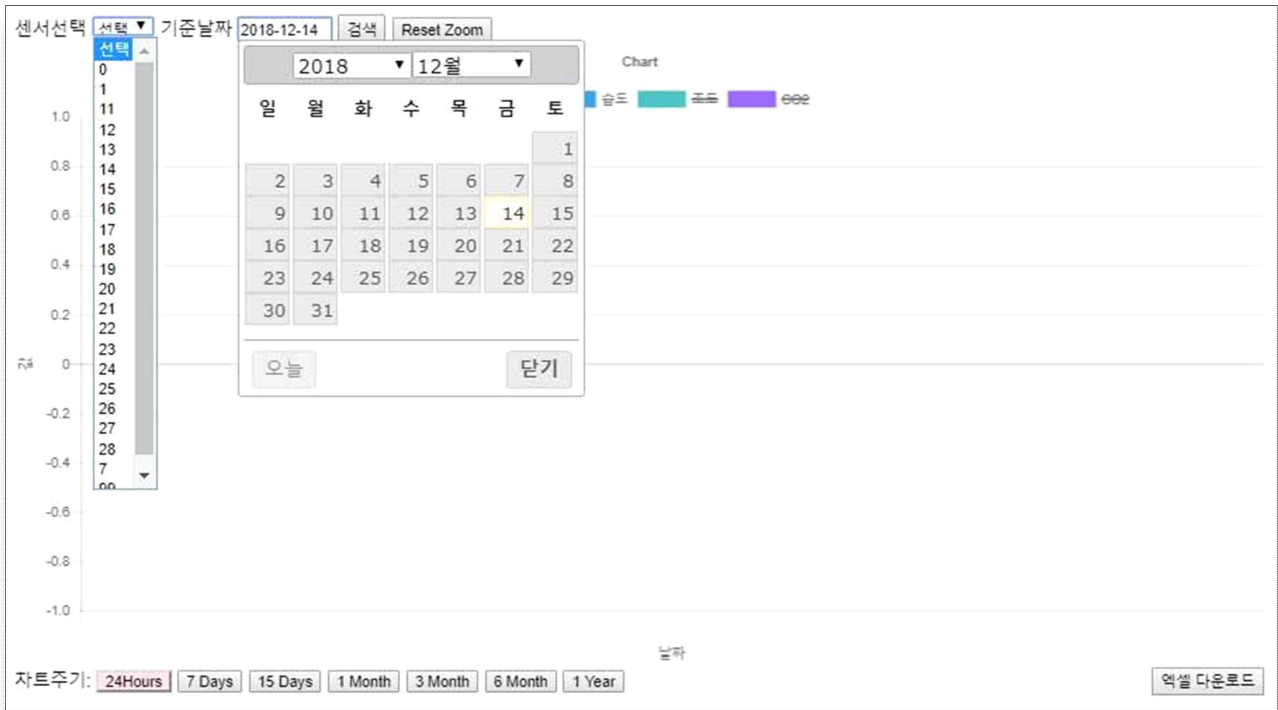 센서선택 선택 ▼ 기준날짜 2018-12-14 검색 Reset Zoom
선택
0
1
11
12
13
14
15
16
17
18
19
20
21
22
23
24
25
26
27
28
7
99
2018 ▼ 12월 ▼
일 월 화 수 목 금 토
1
2 3 4 5 6 7 8
9 10 11 12 13 14 15
16 17 18 19 20 21 22
23 24 25 26 27 28 29
30 31
오늘 닫기
Chart
습도 조도 CO2
1.0
0.8
0.6
0.4
0.2
0
-0.2
-0.4
-0.6
-0.8
-1.0
값
날짜
차트주기: 24Hours 7 Days 15 Days 1 Month 3 Month 6 Month 1 Year 엑셀 다운로드